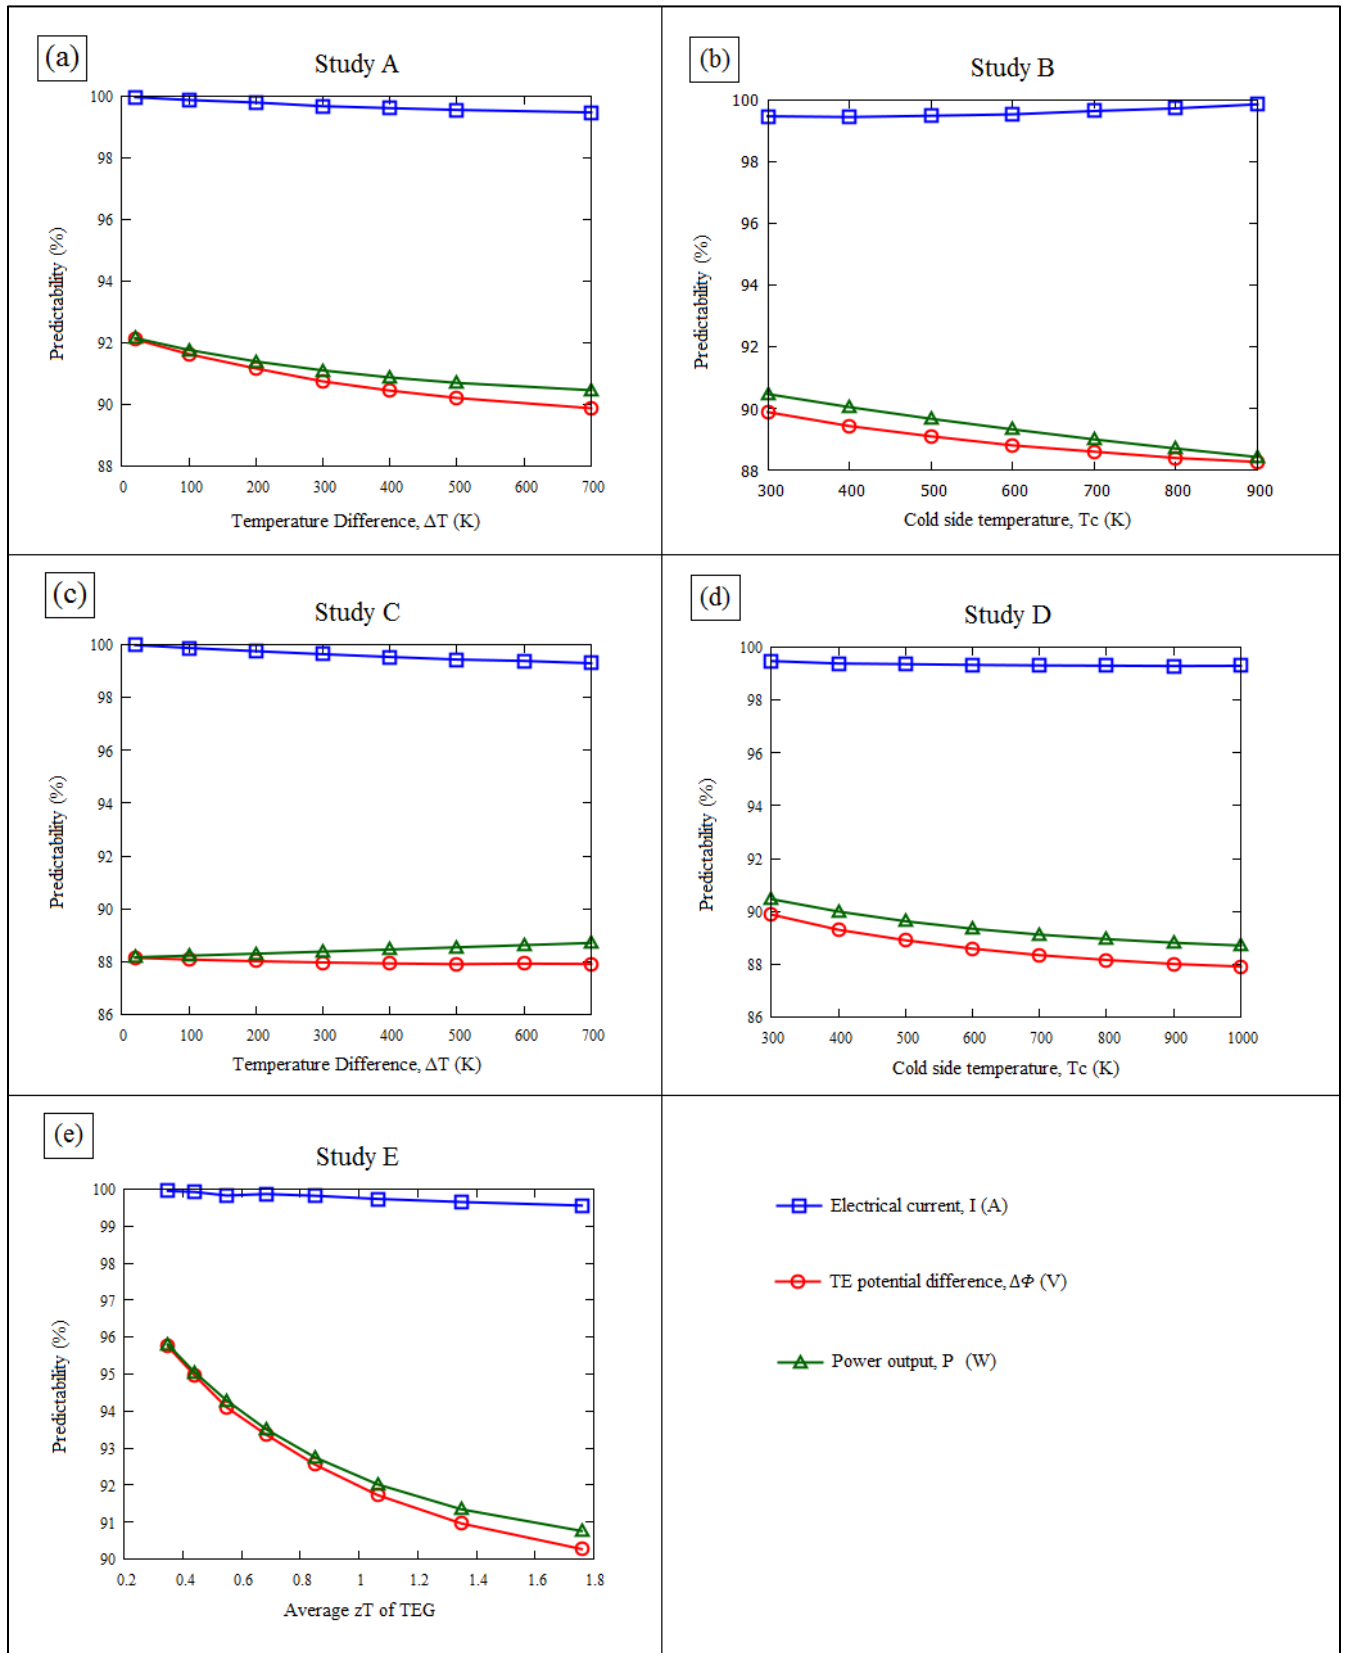 (a)
Study A
100
98
96
94
92
90
88
Predictability (%)
0 100 200 300 400 500 600 700
Temperature Difference, ΔT (K)
(b)
Study B
100
98
96
94
92
90
88
Predictability (%)
300 400 500 600 700 800 900
Cold side temperature, Tc (K)
(c)
Study C
100
98
96
94
92
90
88
86
Predictability (%)
0 100 200 300 400 500 600 700
Temperature Difference, ΔT (K)
(d)
Study D
100
98
96
94
92
90
88
86
Predictability (%)
300 400 500 600 700 800 900 1000
Cold side temperature, Tc (K)
(e)
Study E
100
99
98
97
96
95
94
93
92
91
90
Predictability (%)
0.2 0.4 0.6 0.8 1 1.2 1.4 1.6 1.8
Average zT of TEG
Electrical current, I (A)
TE potential difference, ΔΦ (V)
Power output, P (W)